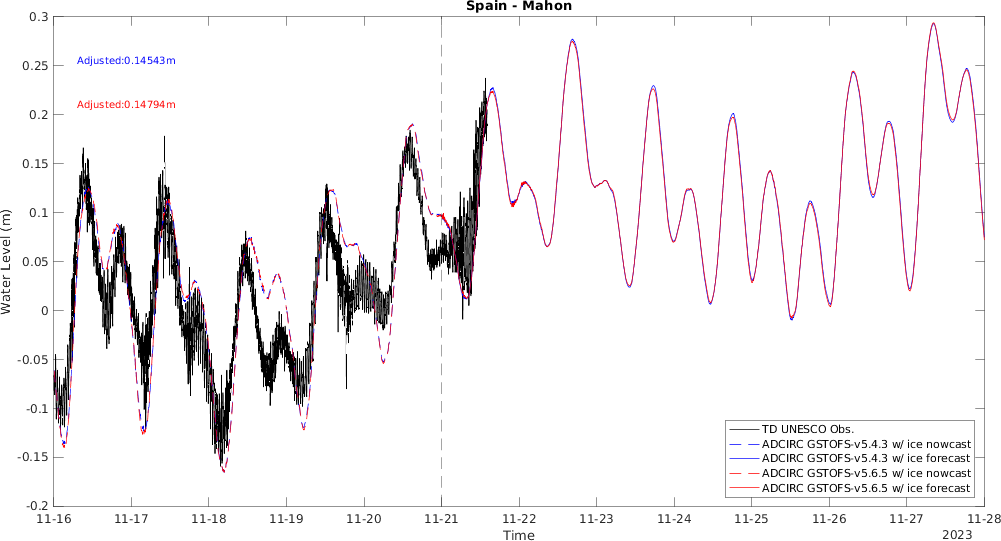 Spain - Mahon
0.3
0.25
0.2
0.15
0.1
0.05
0
-0.05
-0.1
-0.15
-0.2
Water Level (m)
Adjusted:0.14543m
Adjusted:0.14794m
TD UNESCO Obs.
ADCIRC GSTOFS-v5.4.3 w/ ice nowcast
ADCIRC GSTOFS-v5.4.3 w/ ice forecast
ADCIRC GSTOFS-v5.6.5 w/ ice nowcast
ADCIRC GSTOFS-v5.6.5 w/ ice forecast
11-16 11-17 11-18 11-19 11-20 11-21 11-22 11-23 11-24 11-25 11-26 11-27 11-28
Time
2023